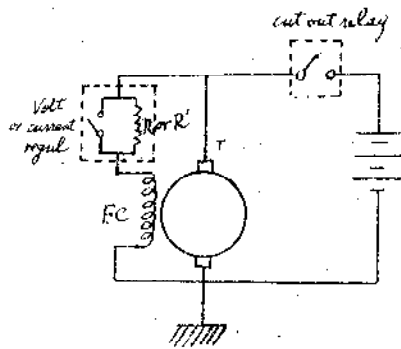 cut out relay
Volt
or current
regul
R or R'
T
FC